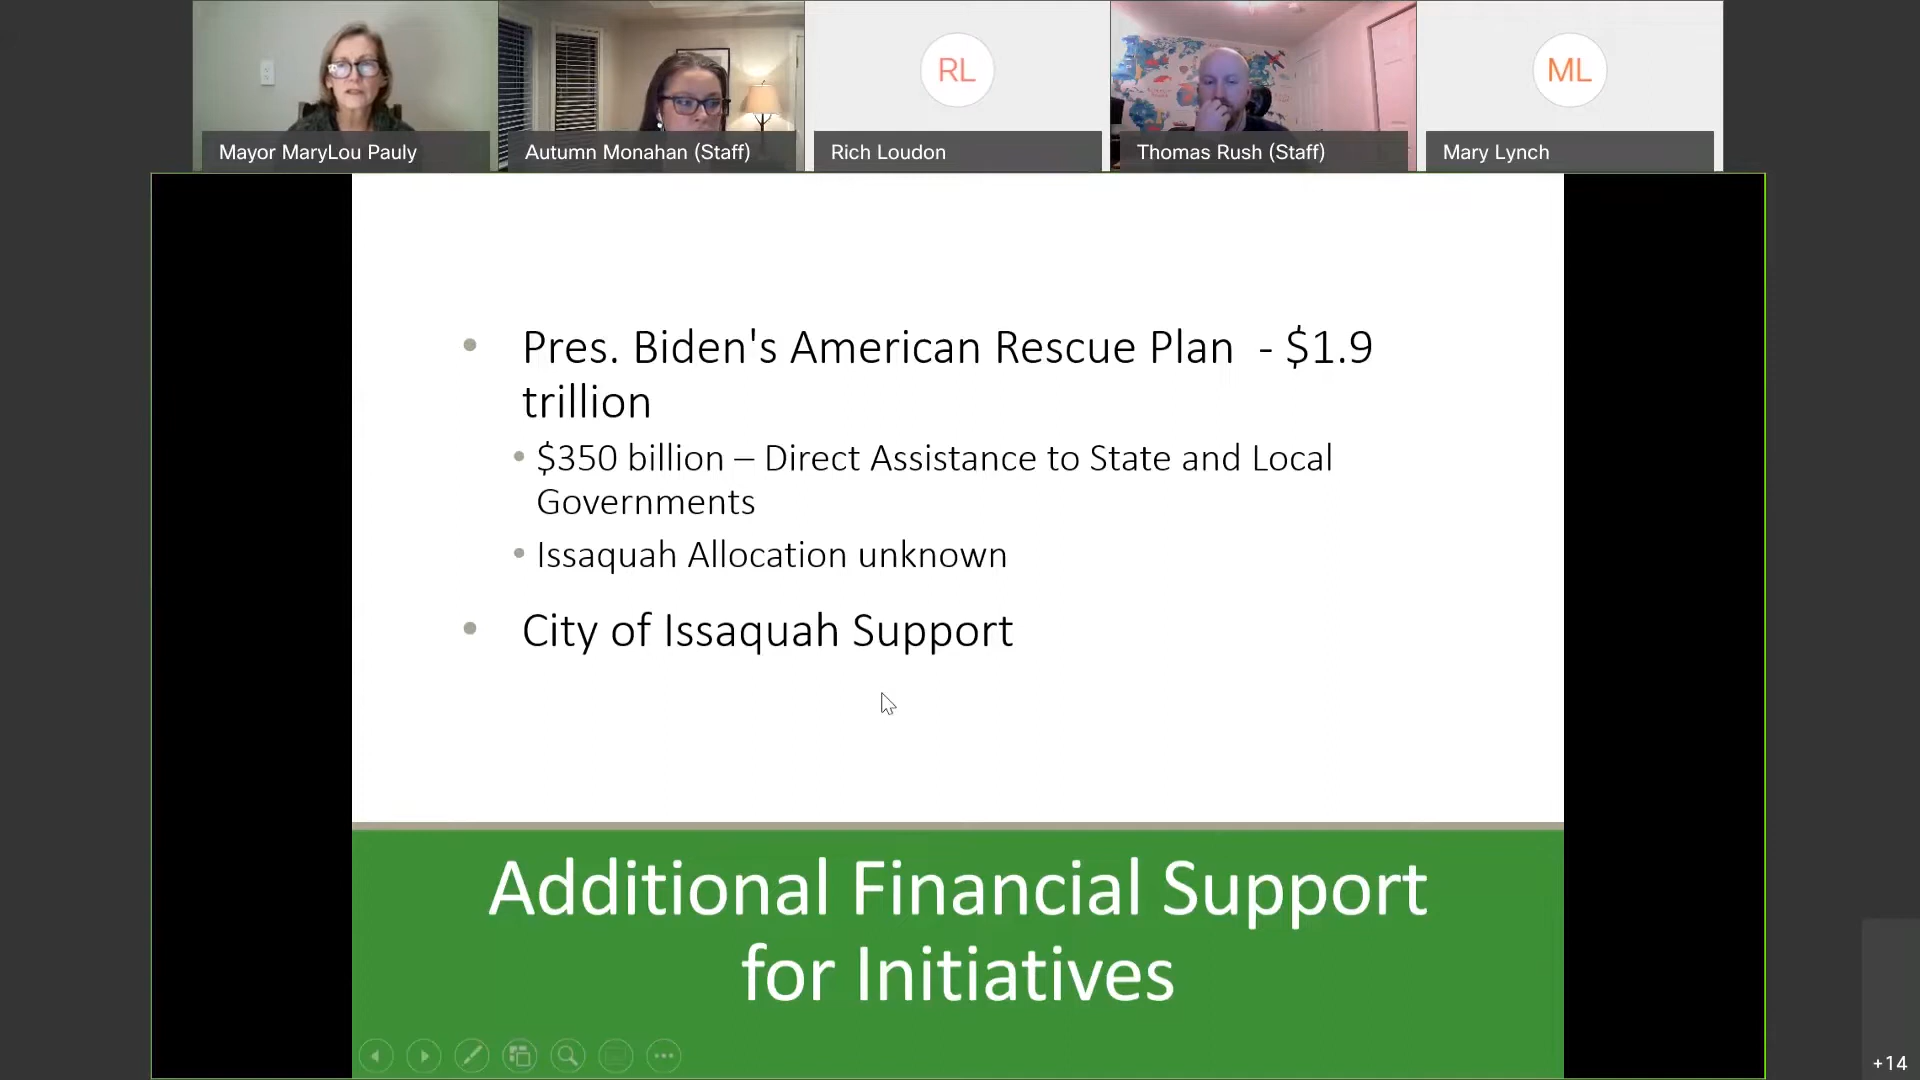 RL
ML
Mayor MaryLou Pauly
Autumn Monahan (Staff)
Rich Loudon
Thomas Rush (Staff)
Mary Lynch
• Pres. Biden's American Rescue Plan - $1.9
trillion
• $350 billion – Direct Assistance to State and Local
Governments
• Issaquah Allocation unknown
• City of Issaquah Support
Additional Financial Support
for Initiatives
+14